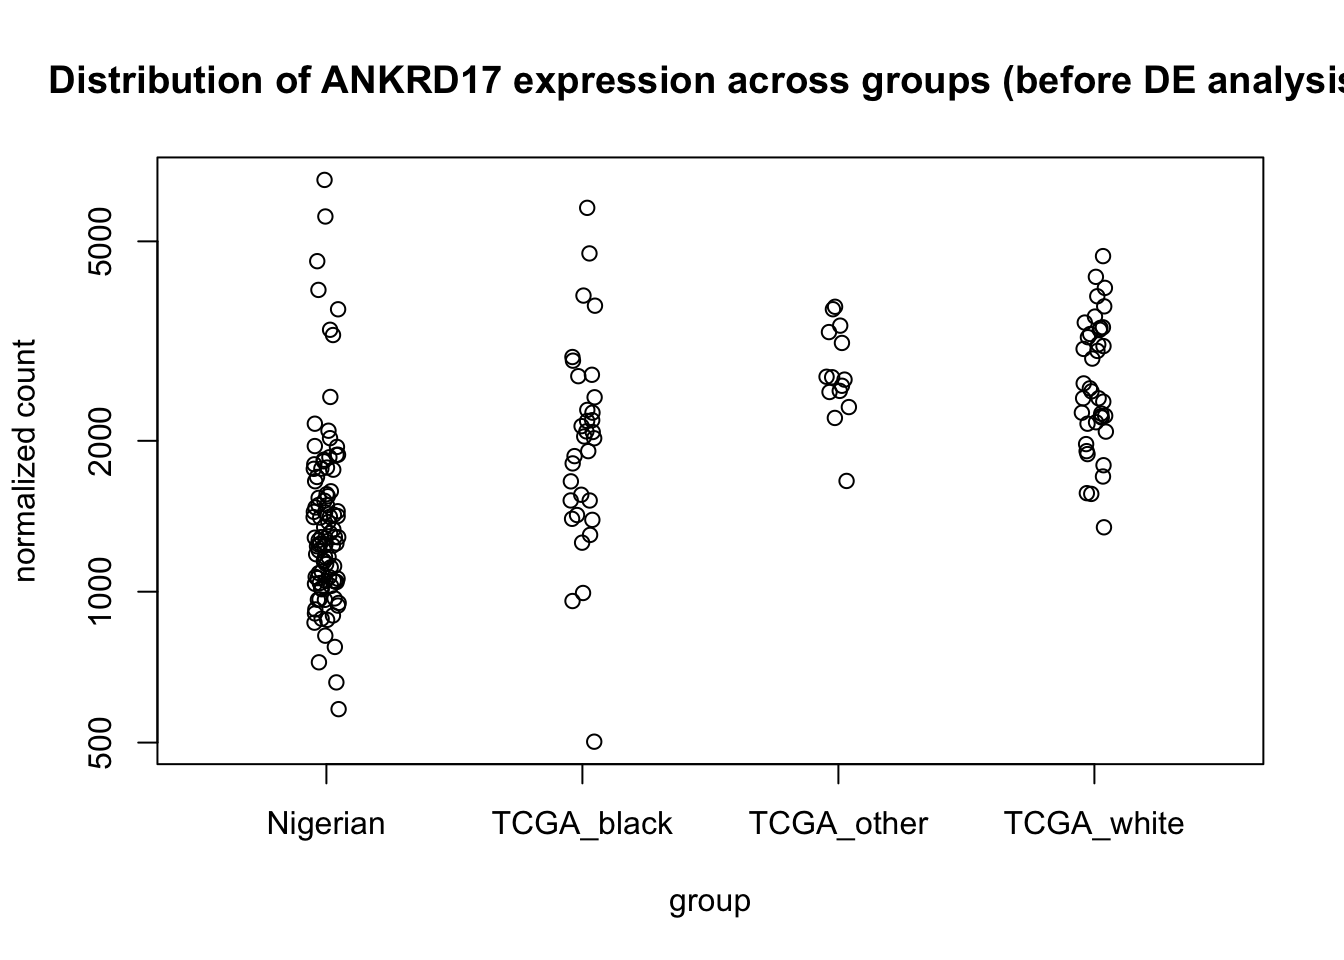 Distribution of ANKRD17 expression across groups (before DE analysis
normalized count
5000
2000
1000
500
Nigerian TCGA_black TCGA_other TCGA_white
group